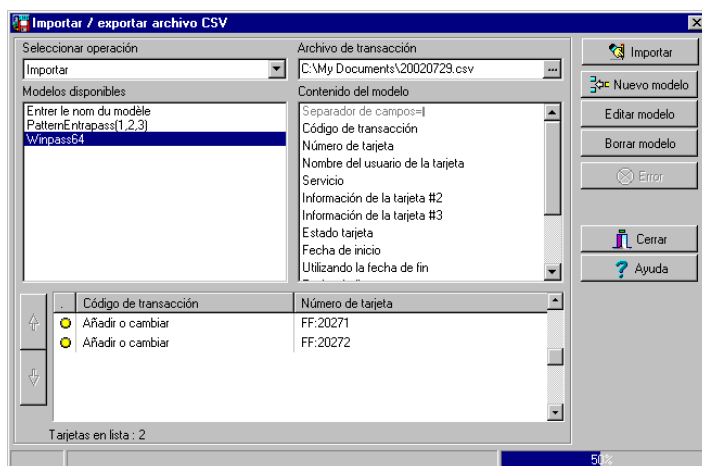 Importar / exportar archivo CSV
Seleccionar operación
Importar
Archivo de transacción
C:\My Documents\20020729.csv
...
Modelos disponibles
Entrer le nom du modèle
PatternEntrapass(1,2,3)
Winpass64
Contenido del modelo
Separador de campos=|
Código de transacción
Número de tarjeta
Nombre del usuario de la tarjeta
Servicio
Información de la tarjeta #2
Información de la tarjeta #3
Estado tarjeta
Fecha de inicio
Utilizando la fecha de fin
Importar
Nuevo modelo
Editar modelo
Borrar modelo
Error
Cerrar
Ayuda
. Código de transacción Número de tarjeta
Añadir o cambiar FF:20271
Añadir o cambiar FF:20272
Tarjetas en lista : 2
50%